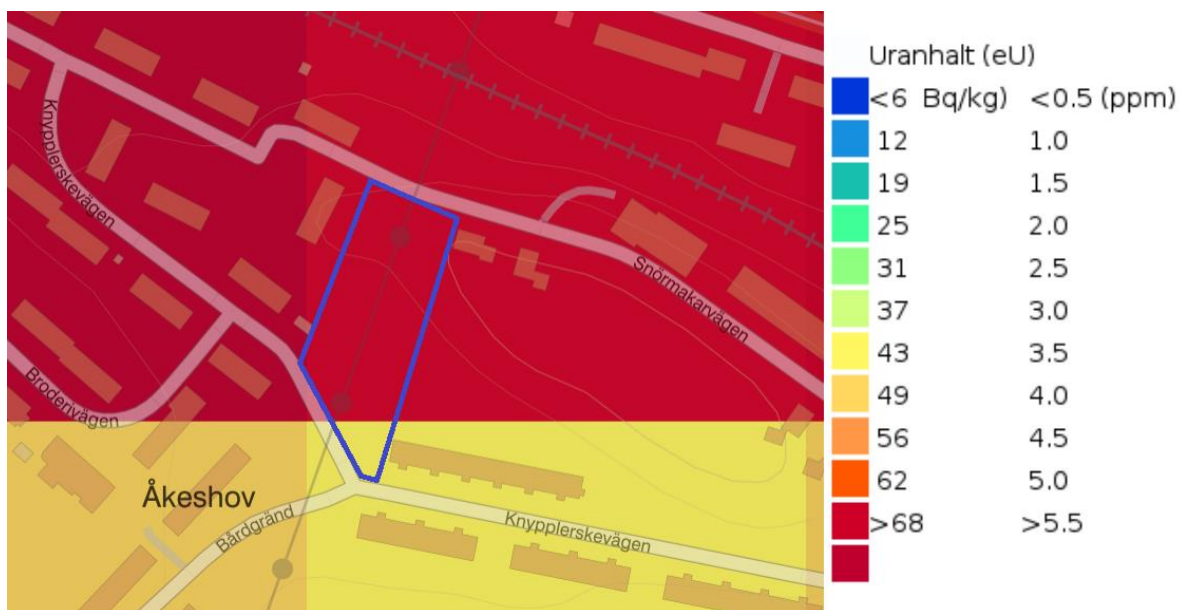 Knypplerskevägen
Snörmakarvägen
Broderivägen
Åkeshov
Bårdgränd
Knypplerskevägen
Uranhalt (eU)
<6 Bq/kg) <0.5 (ppm)
12 1.0
19 1.5
25 2.0
31 2.5
37 3.0
43 3.5
49 4.0
56 4.5
62 5.0
>68 >5.5